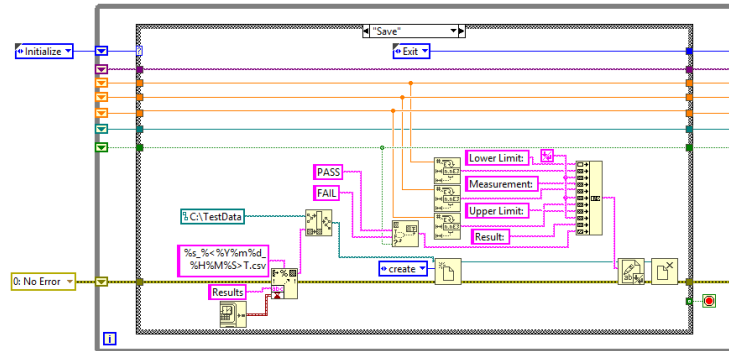 "Save"
Initialize
Exit
PASS
FAIL
Lower Limit:
Measurement:
Upper Limit:
Result:
C:\TestData
%s_%<%Y%m%d_
%H%M%S>T.csv
create
0: No Error
Results
i